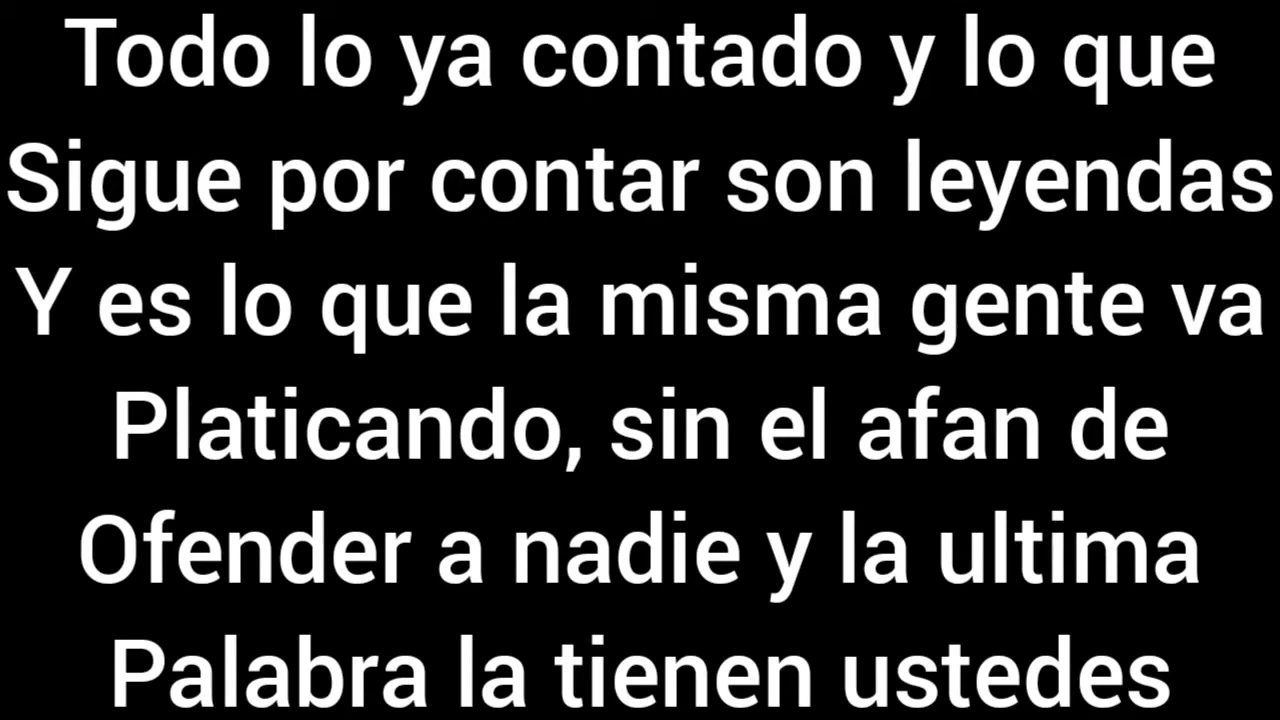 Todo lo ya contado y lo que
Sigue por contar son leyendas
Y es lo que la misma gente va
Platicando, sin el afan de
Ofender a nadie y la ultima
Palabra la tienen ustedes